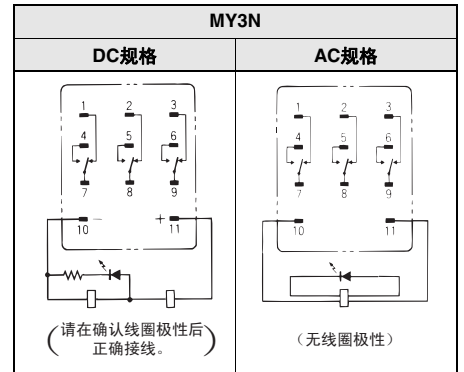 MY3N
DC规格 AC规格
1 2 3 1 2 3
4 5 6 4 5 6
7 8 9 7 8 9
− +
10 11 10 11
(请在确认线圈极性后
正确接线。)
（无线圈极性）